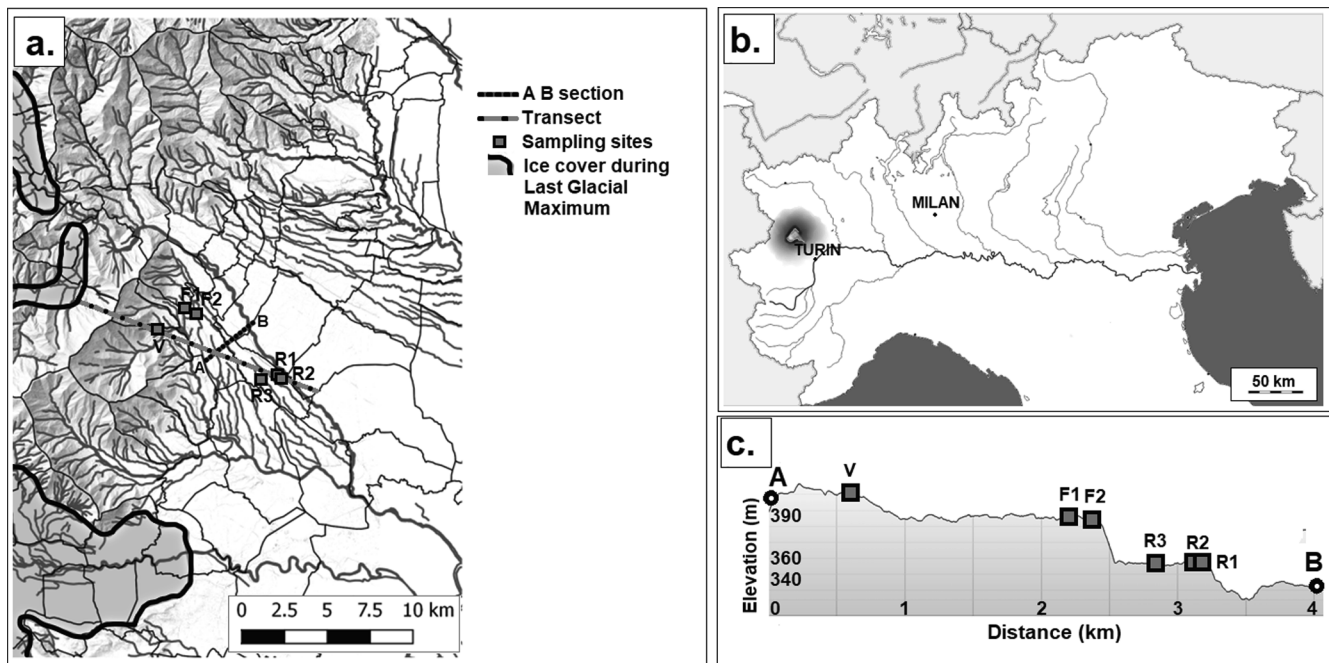 a.
A B section
Transect
Sampling sites
Ice cover during
Last Glacial
Maximum
F1
F2
B
V
A
R1
R2
R3
0 2.5 5 7.5 10 km
b.
MILAN
TURIN
50 km
c.
A
V
F1 F2
R3 R2 R1
B
Elevation (m)
390
360
340
0 1 2 3 4
Distance (km)